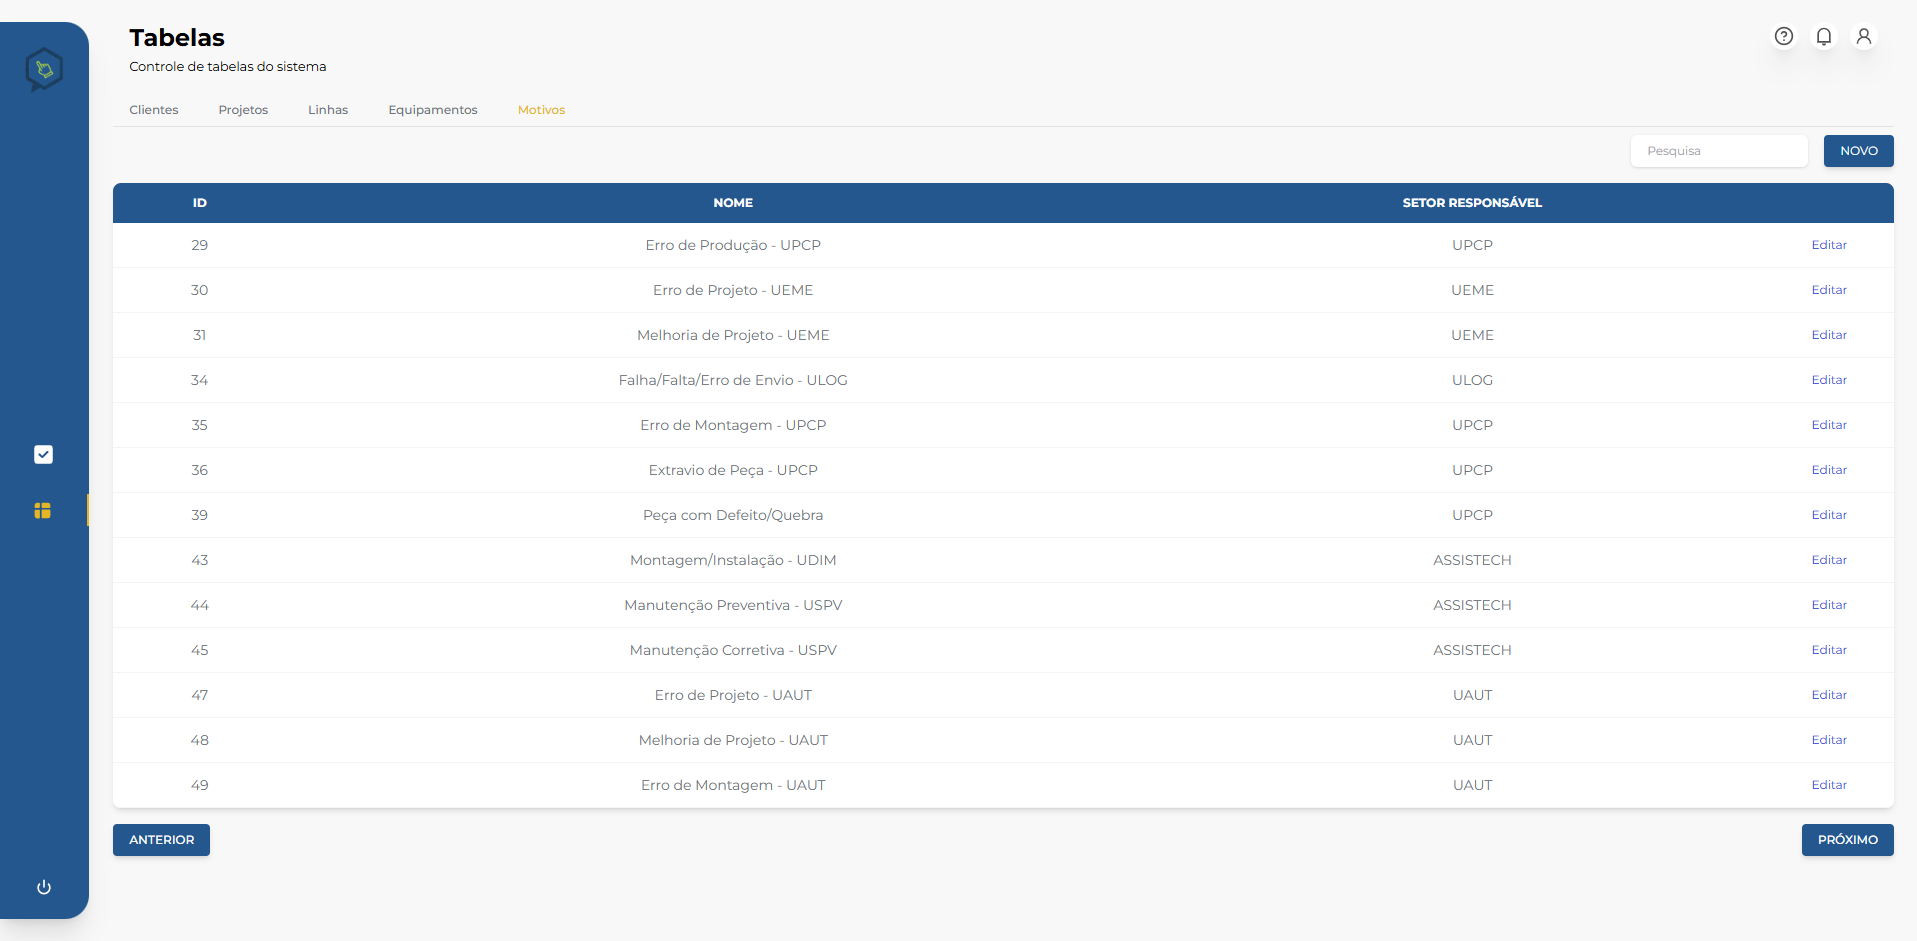 Tabelas
Controle de tabelas do sistema
Clientes Projetos Linhas Equipamentos Motivos
Pesquisa NOVO
ID NOME SETOR RESPONSÁVEL
29 Erro de Produção - UPCP UPCP Editar
30 Erro de Projeto - UEME UEME Editar
31 Melhoria de Projeto - UEME UEME Editar
34 Falha/Falta/Erro de Envio - ULOG ULOG Editar
35 Erro de Montagem - UPCP UPCP Editar
36 Extravio de Peça - UPCP UPCP Editar
39 Peça com Defeito/Quebra UPCP Editar
43 Montagem/Instalação - UDIM ASSISTECH Editar
44 Manutenção Preventiva - USPV ASSISTECH Editar
45 Manutenção Corretiva - USPV ASSISTECH Editar
47 Erro de Projeto - UAUT UAUT Editar
48 Melhoria de Projeto - UAUT UAUT Editar
49 Erro de Montagem - UAUT UAUT Editar
ANTERIOR PRÓXIMO